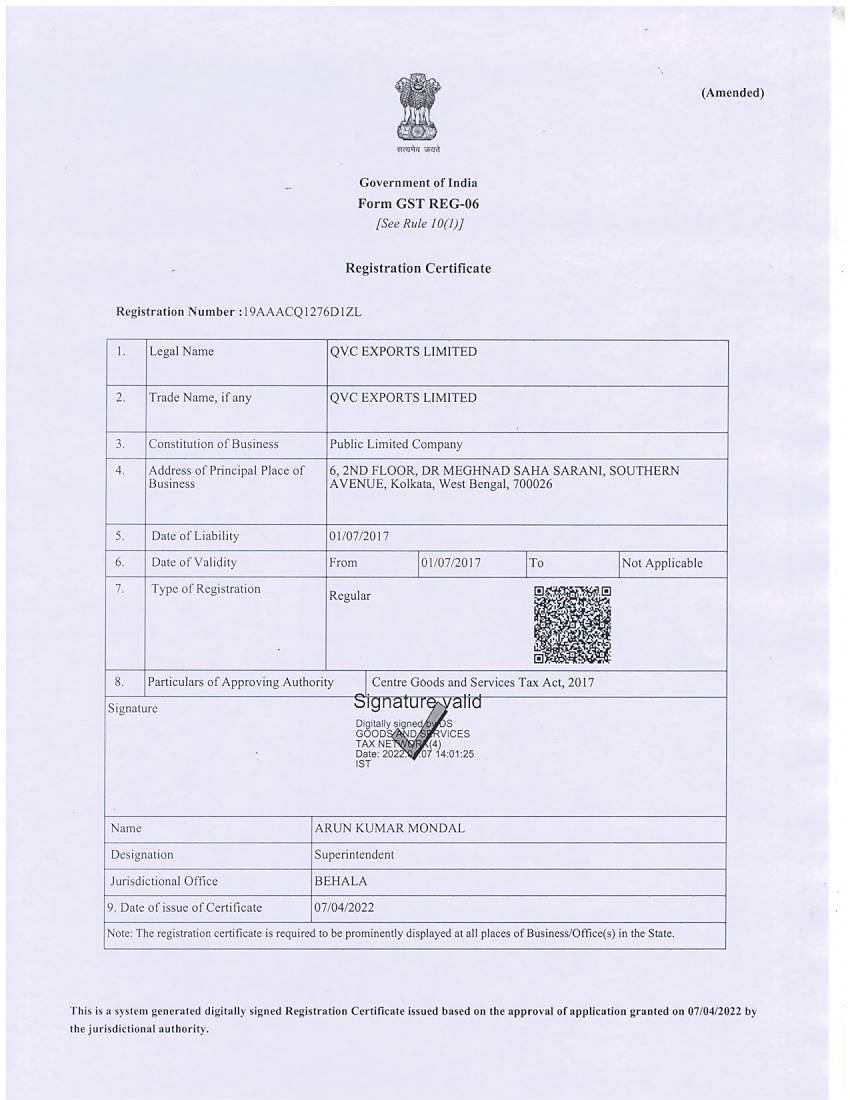 (Amended)
सत्यमेव जयते
Government of India
Form GST REG-06
[See Rule 10(1)]
Registration Certificate
Registration Number :19AAACQ1276D1ZL
1. Legal Name QVC EXPORTS LIMITED
2. Trade Name, if any QVC EXPORTS LIMITED
3. Constitution of Business Public Limited Company
4. Address of Principal Place of Business 6, 2ND FLOOR, DR MEGHNAD SAHA SARANI, SOUTHERN
AVENUE, Kolkata, West Bengal, 700026
5. Date of Liability 01/07/2017
6. Date of Validity From 01/07/2017 To Not Applicable
7. Type of Registration Regular
8. Particulars of Approving Authority Centre Goods and Services Tax Act, 2017
Signature
Signature valid
Digitally signed by DS
GOODS AND SERVICES
TAX NETWORK(4)
Date: 2022.04.07 14:01:25
IST
Name ARUN KUMAR MONDAL
Designation Superintendent
Jurisdictional Office BEHALA
9. Date of issue of Certificate 07/04/2022
Note: The registration certificate is required to be prominently displayed at all places of Business/Office(s) in the State.
This is a system generated digitally signed Registration Certificate issued based on the approval of application granted on 07/04/2022 by
the jurisdictional authority.